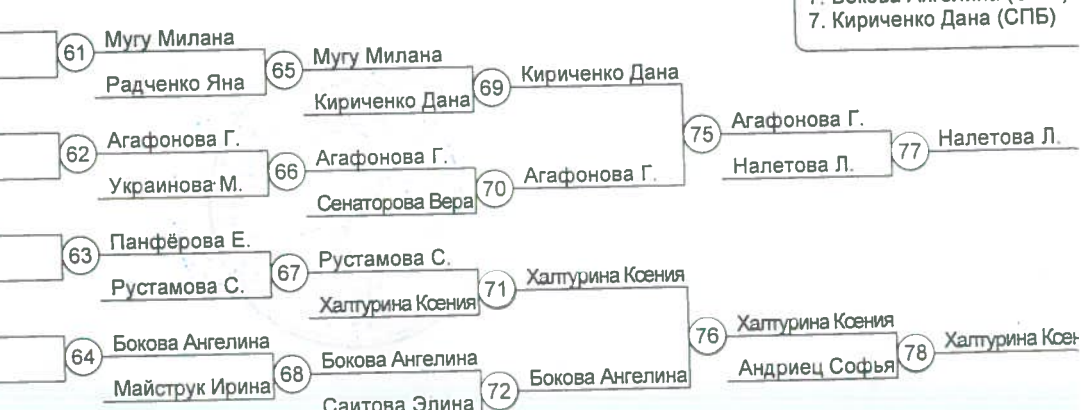 7. Кириченко Дана (СПБ)
61
Мугу Милана
Радченко Яна
65
Мугу Милана
Кириченко Дана
69
Кириченко Дана
62
Агафонова Г.
Украинова М.
66
Агафонова Г.
Сенаторова Вера
70
Агафонова Г.
75
Агафонова Г.
Налетова Л.
77
Налетова Л.
63
Панфёрова Е.
Рустамова С.
67
Рустамова С.
Халтурина Ксения
71
Халтурина Ксения
64
Бокова Ангелина
Майструк Ирина
68
Бокова Ангелина
Саитова Элина
72
Бокова Ангелина
76
Халтурина Ксения
Андриец Софья
78
Халтурина Ксен